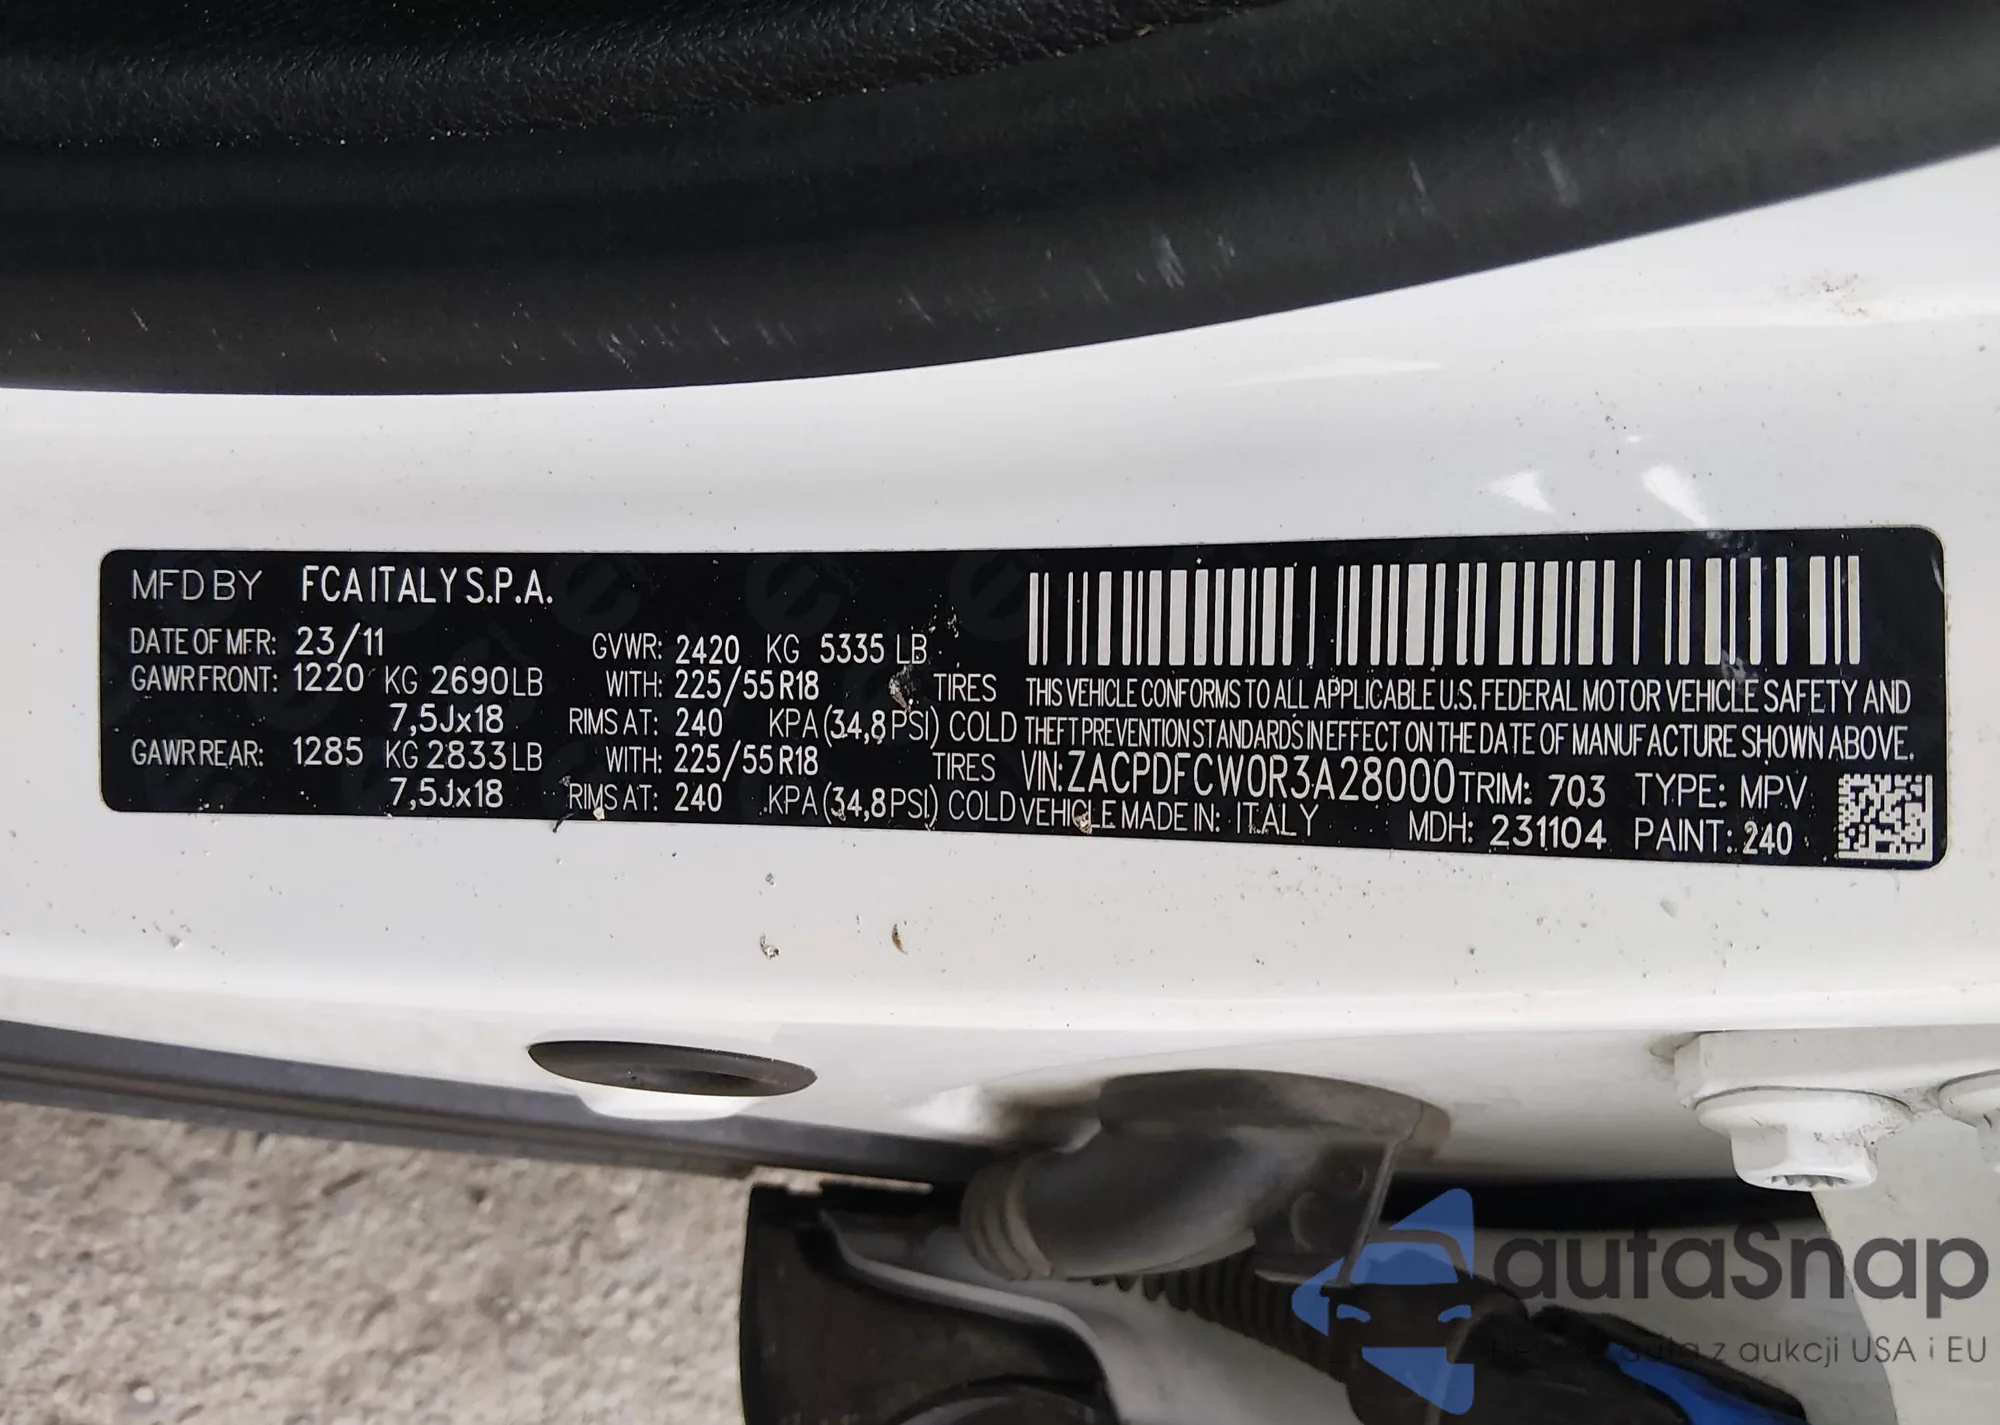 MFD BY FCA ITALY S.P.A.
DATE OF MFR: 23/11 GVWR: 2420 KG 5335 LB
GAWR FRONT: 1220 KG 2690 LB WITH: 225/55 R18 TIRES
7,5Jx18 RIMS AT: 240 KPA (34,8 PSI) COLD
GAWR REAR: 1285 KG 2833 LB WITH: 225/55 R18 TIRES
7,5Jx18 RIMS AT: 240 KPA (34,8 PSI) COLD
THIS VEHICLE CONFORMS TO ALL APPLICABLE U.S. FEDERAL MOTOR VEHICLE SAFETY AND
THEFT PREVENTION STANDARDS IN EFFECT ON THE DATE OF MANUFACTURE SHOWN ABOVE.
VIN: ZACPDFCW0R3A28000 TRIM: 703 TYPE: MPV
VEHICLE MADE IN: ITALY MDH: 231104 PAINT: 240
autaSnap
auta z aukcji USA i EU